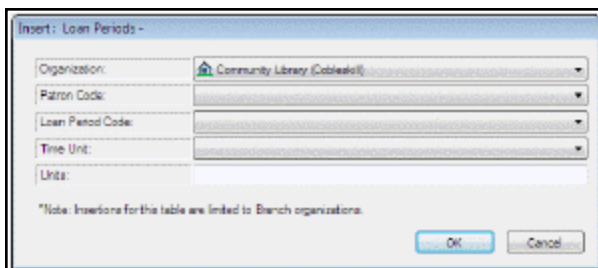 Insert: Loan Periods -
Organization: Community Library (Cobleskill)
Patron Code:
Loan Period Code:
Time Unit:
Units:
*Note: Insertions for this table are limited to Branch organizations.
OK Cancel